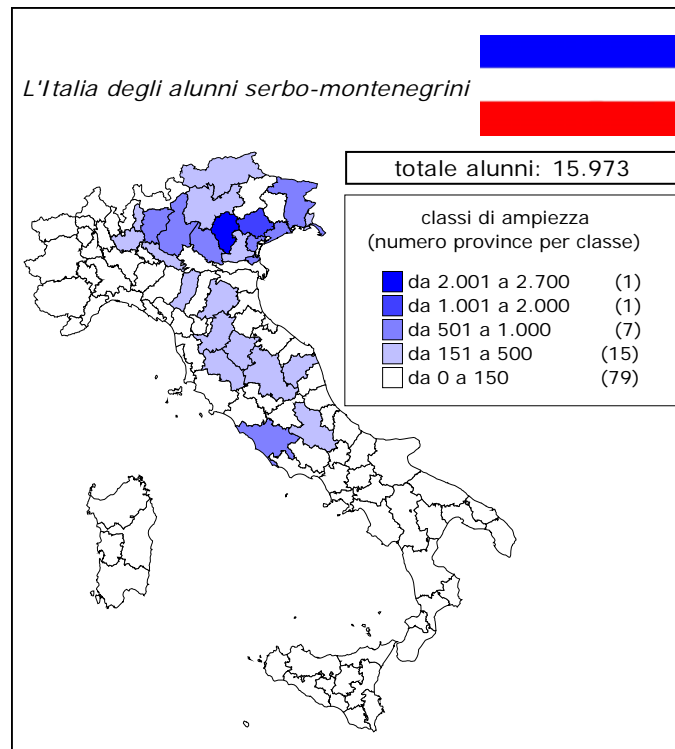 L'Italia degli alunni serbo-montenegrini
totale alunni: 15.973
classi di ampiezza
(numero province per classe)
da 2.001 a 2.700 (1)
da 1.001 a 2.000 (1)
da 501 a 1.000 (7)
da 151 a 500 (15)
da 0 a 150 (79)